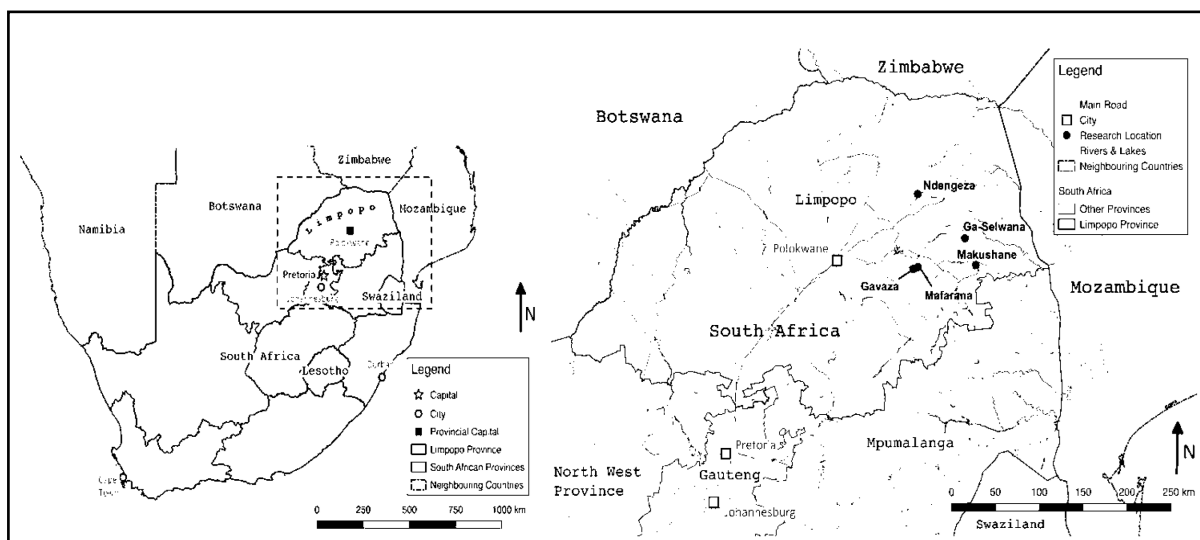 Zimbabwe
Botswana
Namibia
Limpopo
Mozambique
Pretoria
Johannesburg
Swaziland
South Africa
Lesotho
N
Legend
Capital
City
Provincial Capital
Limpopo Province
South African Provinces
Neighbouring Countries
0 250 500 750 1000 km
Zimbabwe
Botswana
Legend
Main Road
City
Research Location
Rivers & Lakes
Neighbouring Countries
South Africa
Other Provinces
Limpopo Province
Ndengeza
Limpopo
Ga-Selwana
Polokwane
Makushane
Gavaza
Mafarana
Mozambique
South Africa
Pretoria
Mpumalanga
North West
Province
Gauteng
Johannesburg
N
0 50 100 150 200 250 km
Swaziland